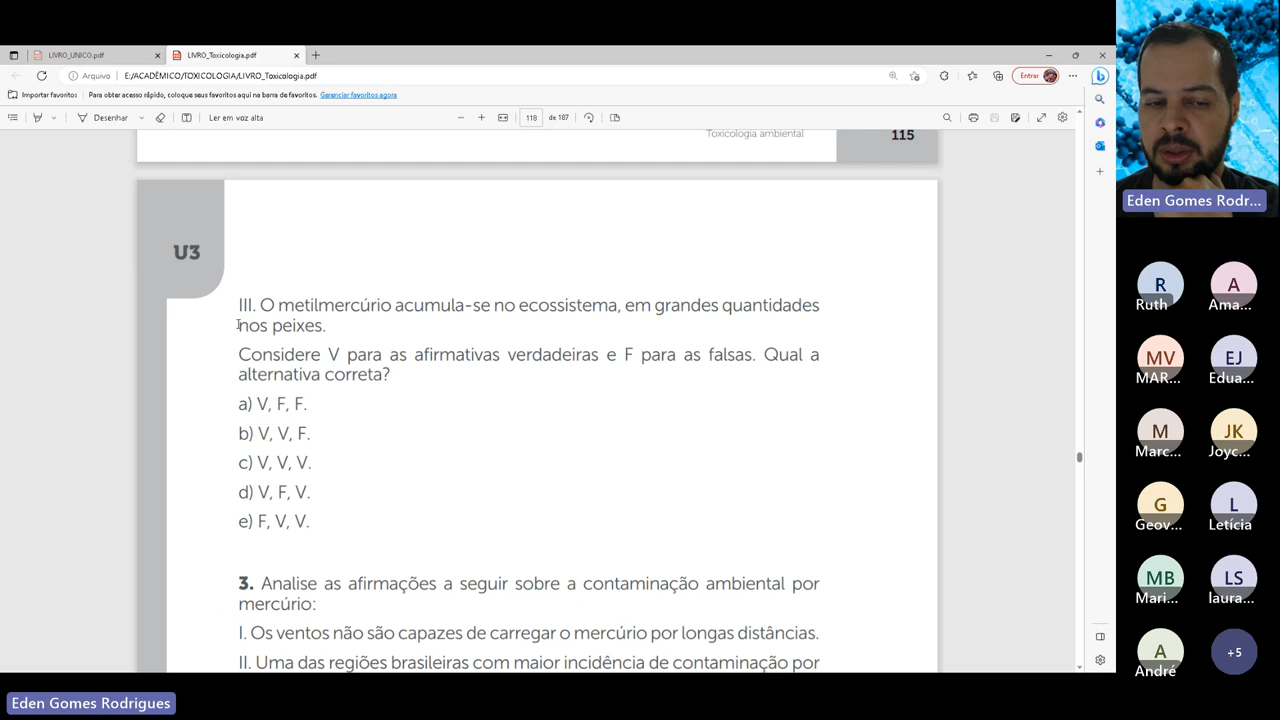 LIVRO_UNICO.pdf
LIVRO_Toxicologia.pdf
Arquivo E:/ACADÊMICO/TOXICOLOGIA/LIVRO_Toxicologia.pdf
Entrar
Importar favoritos Para obter acesso rápido, coloque seus favoritos aqui na barra de favoritos. Gerenciar favoritos agora
Desenhar Ler em voz alta 118 de 187
Toxicologia ambiental 115
U3
III. O metilmercúrio acumula-se no ecossistema, em grandes quantidades
nos peixes.
Considere V para as afirmativas verdadeiras e F para as falsas. Qual a
alternativa correta?
a) V, F, F.
b) V, V, F.
c) V, V, V.
d) V, F, V.
e) F, V, V.
3. Analise as afirmações a seguir sobre a contaminação ambiental por
mercúrio:
I. Os ventos não são capazes de carregar o mercúrio por longas distâncias.
II. Uma das regiões brasileiras com maior incidência de contaminação por
Eden Gomes Rodr...
R A
Ruth Ama...
MV EJ
MAR... Edua...
M JK
Marc... Joyc...
G L
Geov... Letícia
MB LS
Mari... laura...
A +5
André
Eden Gomes Rodrigues